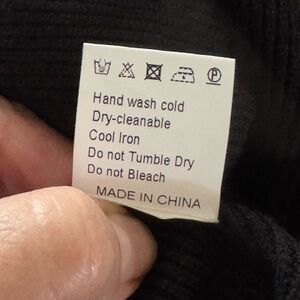 P
Hand wash cold
Dry-cleanable
Cool Iron
Do not Tumble Dry
Do not Bleach
MADE IN CHINA